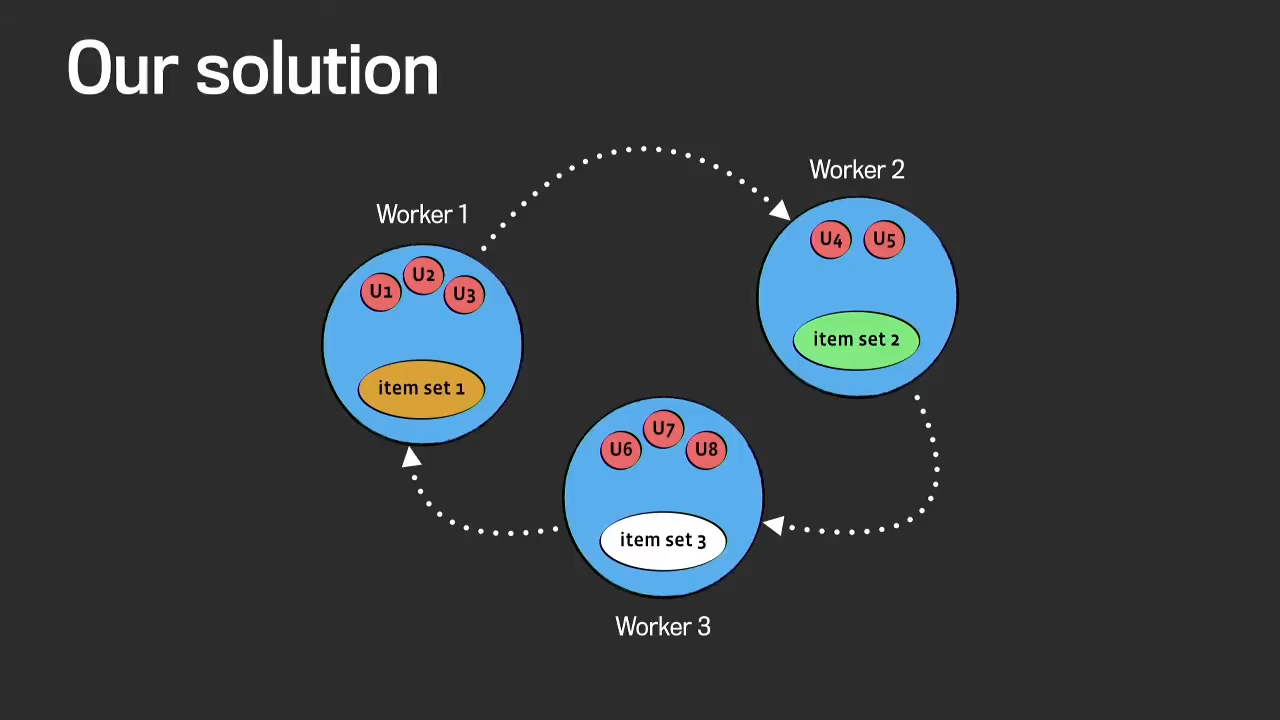 Our solution
Worker 1
U1
U2
U3
item set 1
Worker 2
U4
U5
item set 2
U6
U7
U8
item set 3
Worker 3